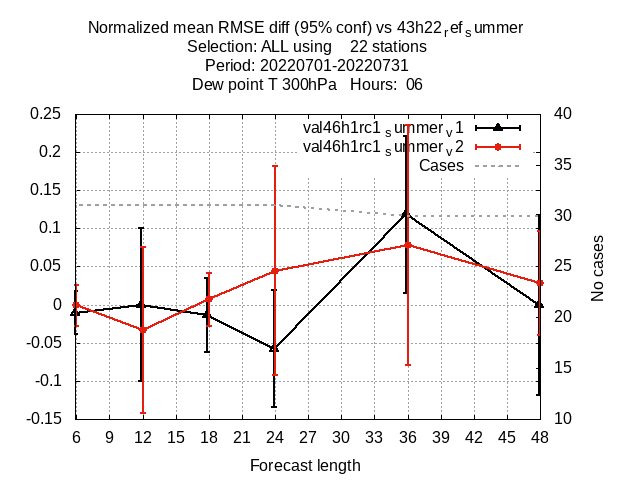 Normalized mean RMSE diff (95% conf) vs 43h22_ref_summer
Selection: ALL using    22 stations
Period: 20220701-20220731
Dew point T 300hPa   Hours:  06
val46h1rc1_summer_v1
val46h1rc1_summer_v2
Cases
0.25
0.2
0.15
0.1
0.05
0
-0.05
-0.1
-0.15
40
35
30
25
20
15
10
No cases
6 9 12 15 18 21 24 27 30 33 36 39 42 45 48
Forecast length